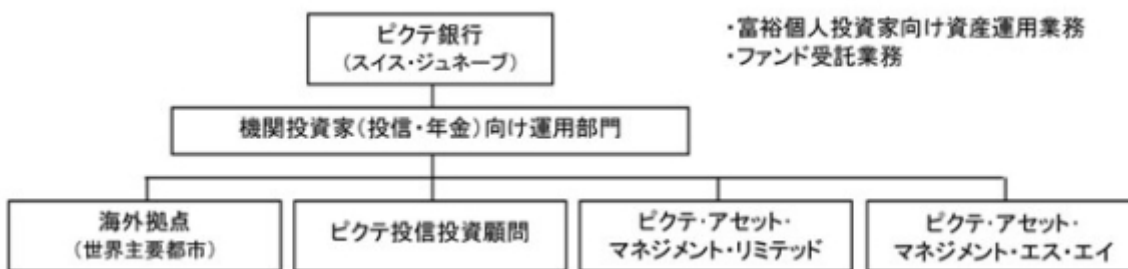 ピクテ銀行
（スイス・ジュネーブ）
・富裕個人投資家向け資産運用業務
・ファンド受託業務
機関投資家（投信・年金）向け運用部門
海外拠点
（世界主要都市）
ピクテ投信投資顧問
ピクテ・アセット・
マネジメント・リミテッド
ピクテ・アセット・
マネジメント・エス・エイ